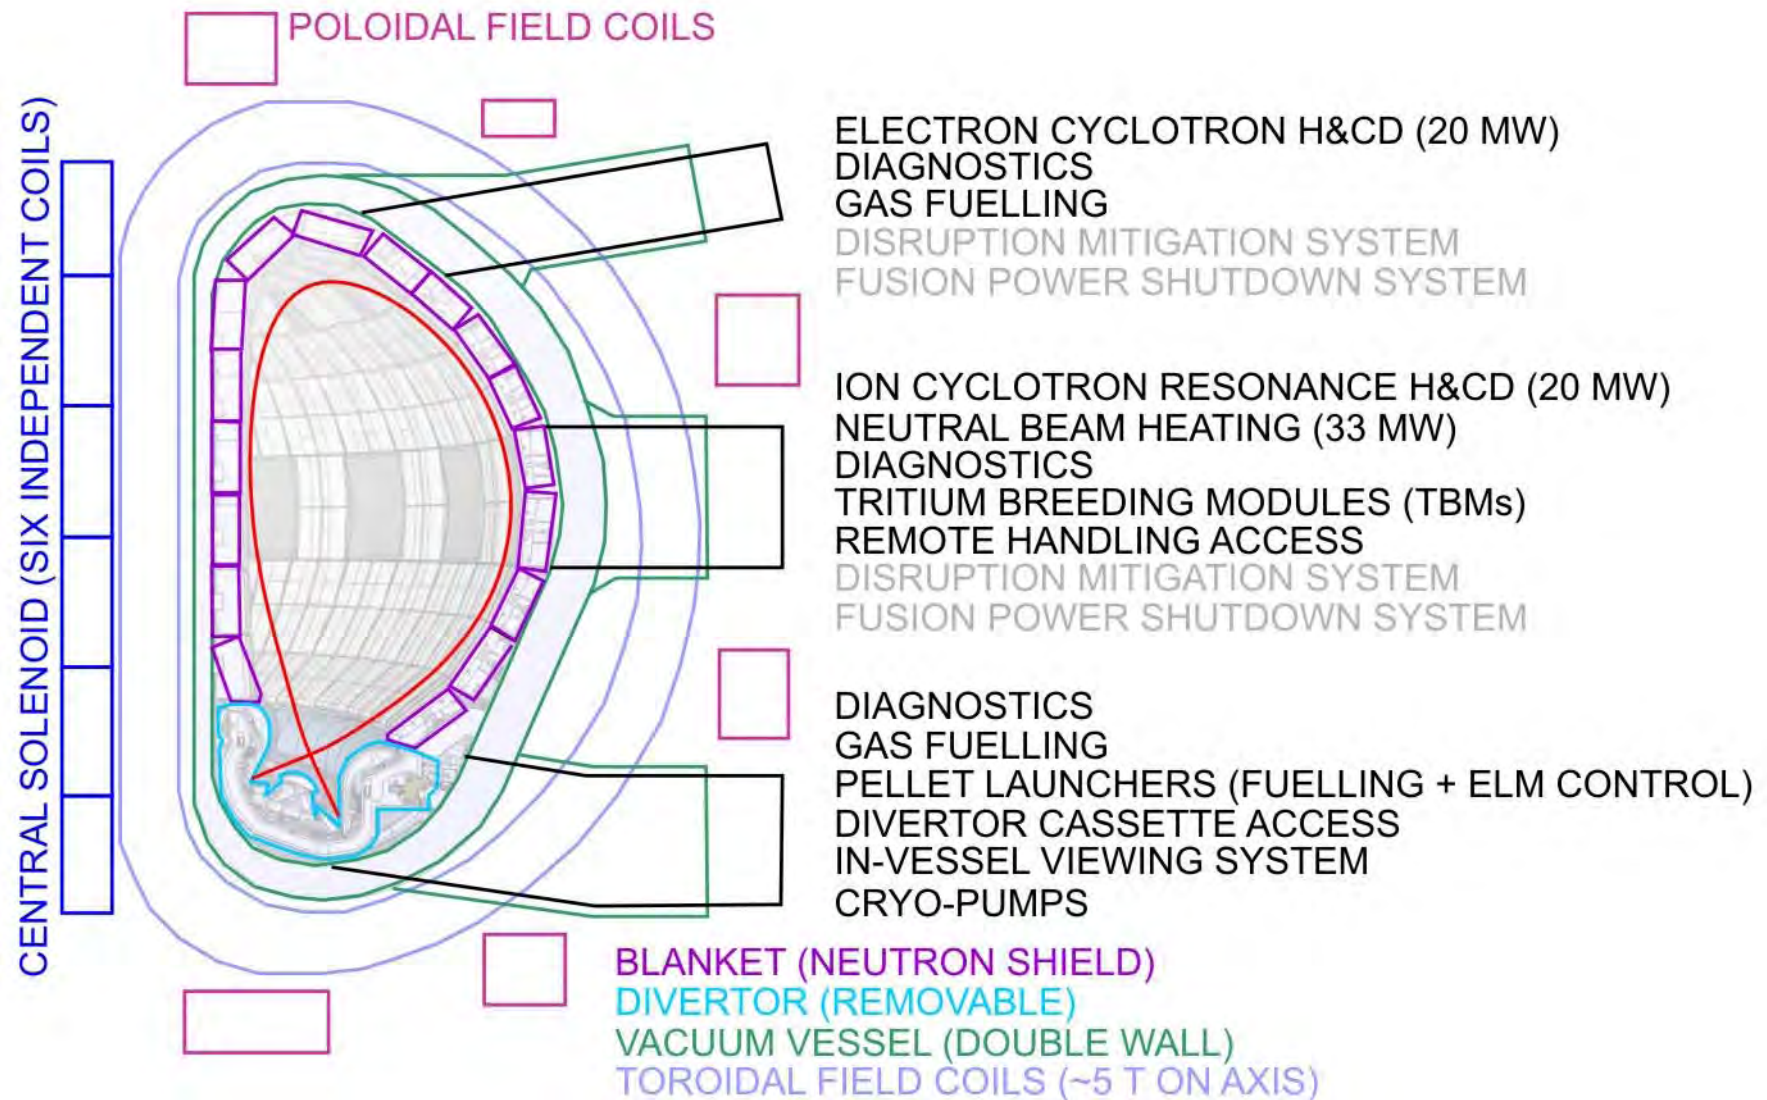 POLOIDAL FIELD COILS
CENTRAL SOLENOID (SIX INDEPENDENT COILS)
ELECTRON CYCLOTRON H&CD (20 MW)
DIAGNOSTICS
GAS FUELLING
DISRUPTION MITIGATION SYSTEM
FUSION POWER SHUTDOWN SYSTEM
ION CYCLOTRON RESONANCE H&CD (20 MW)
NEUTRAL BEAM HEATING (33 MW)
DIAGNOSTICS
TRITIUM BREEDING MODULES (TBMs)
REMOTE HANDLING ACCESS
DISRUPTION MITIGATION SYSTEM
FUSION POWER SHUTDOWN SYSTEM
DIAGNOSTICS
GAS FUELLING
PELLET LAUNCHERS (FUELLING + ELM CONTROL)
DIVERTOR CASSETTE ACCESS
IN-VESSEL VIEWING SYSTEM
CRYO-PUMPS
BLANKET (NEUTRON SHIELD)
DIVERTOR (REMOVABLE)
VACUUM VESSEL (DOUBLE WALL)
TOROIDAL FIELD COILS (~5 T ON AXIS)